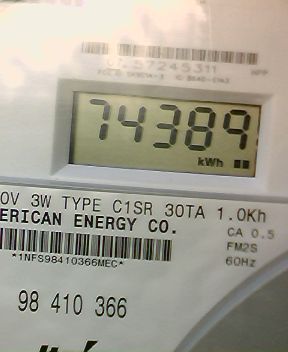 57245311
74389
kWh
0V 3W TYPE C1SR 30TA 1.0Kh
ERICAN ENERGY CO.
CA 0.5
FM2S
60Hz
*1NFS98410366MEC*
98 410 366